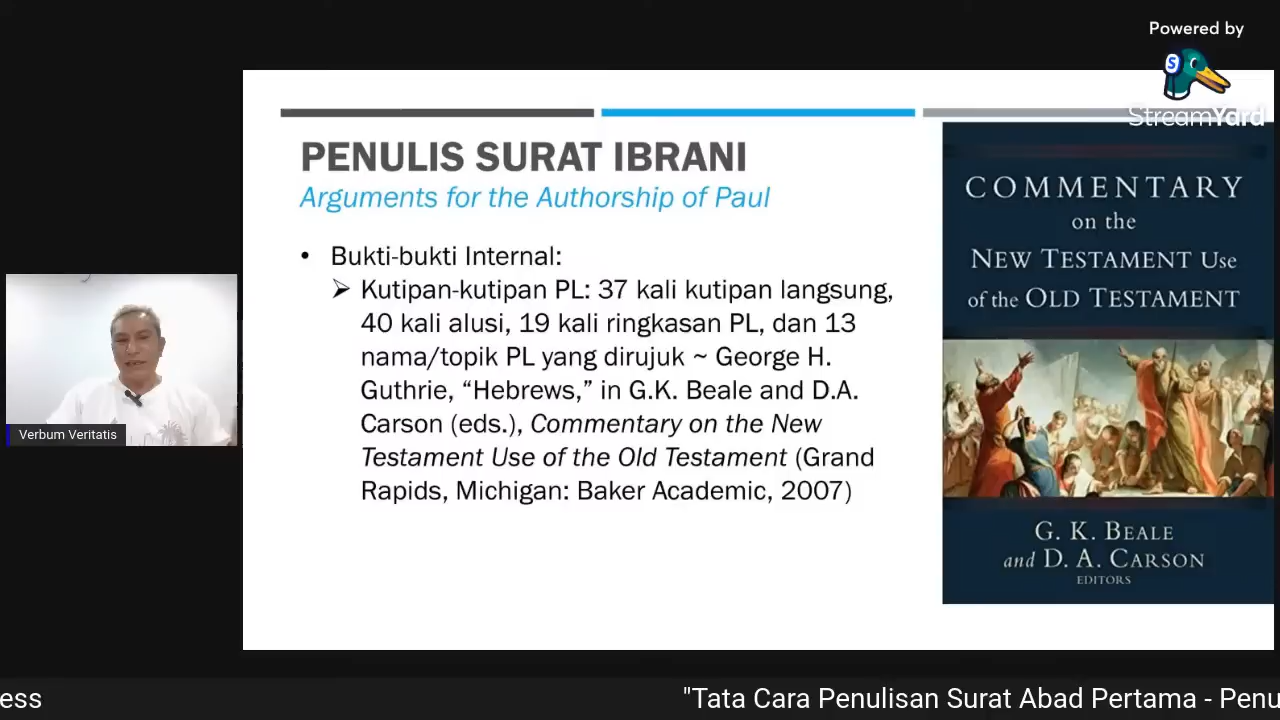 Powered by
S
StreamYard
PENULIS SURAT IBRANI
Arguments for the Authorship of Paul
• Bukti-bukti Internal:
➢ Kutipan-kutipan PL: 37 kali kutipan langsung,
40 kali alusi, 19 kali ringkasan PL, dan 13
nama/topik PL yang dirujuk ~ George H.
Guthrie, “Hebrews,” in G.K. Beale and D.A.
Carson (eds.), Commentary on the New
Testament Use of the Old Testament (Grand
Rapids, Michigan: Baker Academic, 2007)
COMMENTARY
on the
NEW TESTAMENT Use
of the OLD TESTAMENT
G. K. BEALE
and D. A. CARSON
EDITORS
Verbum Veritatis
ess
"Tata Cara Penulisan Surat Abad Pertama - Penu